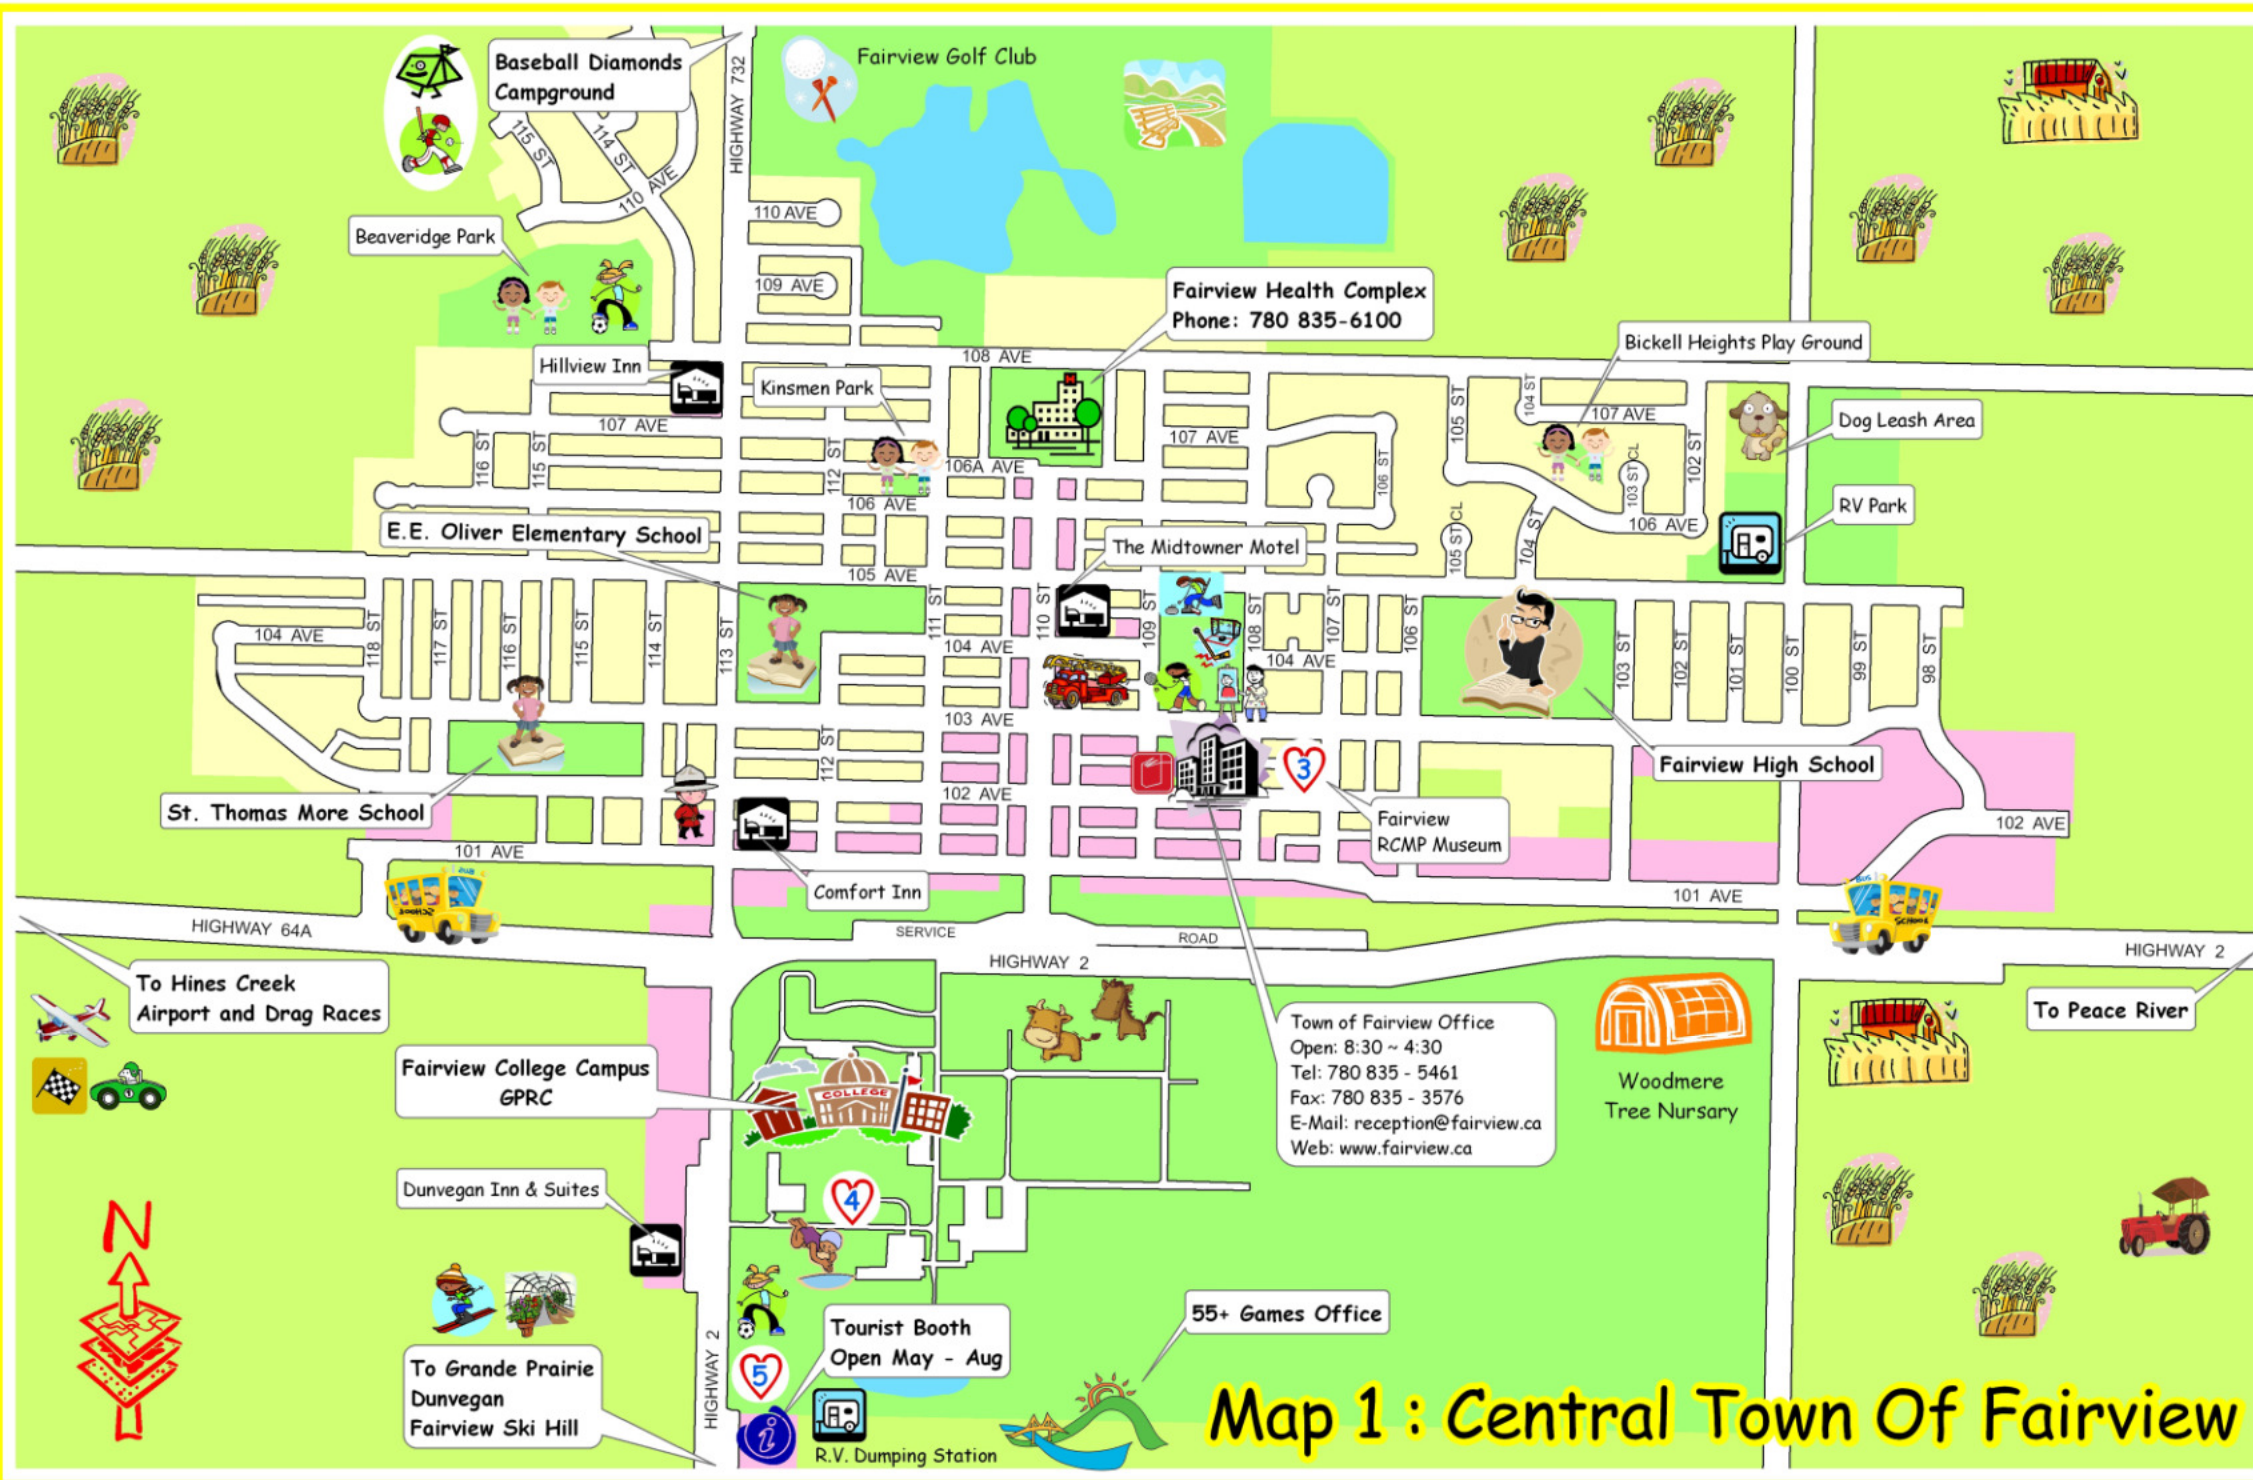 Baseball Diamonds
Campground
HIGHWAY 732
Fairview Golf Club
115 ST
114 ST
110 AVE
110 AVE
Beaveridge Park
109 AVE
Fairview Health Complex
Phone: 780 835-6100
108 AVE
Bickell Heights Play Ground
Hillview Inn
Kinsmen Park
H
105 ST
104 ST
107 AVE
Dog Leash Area
107 AVE
107 AVE
116 ST
115 ST
112 ST
106A AVE
106 ST
103 ST CL
102 ST
106 AVE
RV Park
E.E. Oliver Elementary School
The Midtowner Motel
105 ST CL
104 ST
106 AVE
105 AVE
104 AVE
118 ST
117 ST
116 ST
115 ST
114 ST
113 ST
111 ST
110 ST
109 ST
108 ST
107 ST
106 ST
103 ST
102 ST
101 ST
100 ST
99 ST
98 ST
104 AVE
104 AVE
103 AVE
112 ST
3
Fairview High School
102 AVE
St. Thomas More School
Fairview
RCMP Museum
102 AVE
101 AVE
Comfort Inn
101 AVE
BUS
SCHOOL
BUS
SCHOOL
HIGHWAY 64A
SERVICE
ROAD
HIGHWAY 2
HIGHWAY 2
To Hines Creek
Airport and Drag Races
To Peace River
Fairview College Campus
GPRC
COLLEGE
Town of Fairview Office
Open: 8:30 ~ 4:30
Tel: 780 835 - 5461
Fax: 780 835 - 3576
E-Mail: reception@fairview.ca
Web: www.fairview.ca
Woodmere
Tree Nursary
1
Dunvegan Inn & Suites
4
N
55+ Games Office
Tourist Booth
Open May - Aug
HIGHWAY 2
5
To Grande Prairie
Dunvegan
Fairview Ski Hill
i
R.V. Dumping Station
Map 1 : Central Town Of Fairview